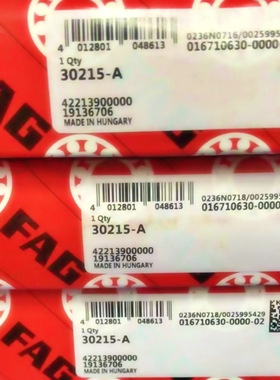 4 012801 048613
0236N0716/0025995429
016710630-0000-
1 Qty
30215-A
42213900000
19136706
MADE IN HUNGARY
FAG
4 012801 048613
0236N0718/00259954
016710630-0000
1 Qty
30215-A
42213900000
19136706
MADE IN HUNGARY
FAG
4 012801 048613
0236N0718/0025995429
016710630-0000-02
1 Qty
30215-A
42213900000
19136706
MADE IN HUNGARY